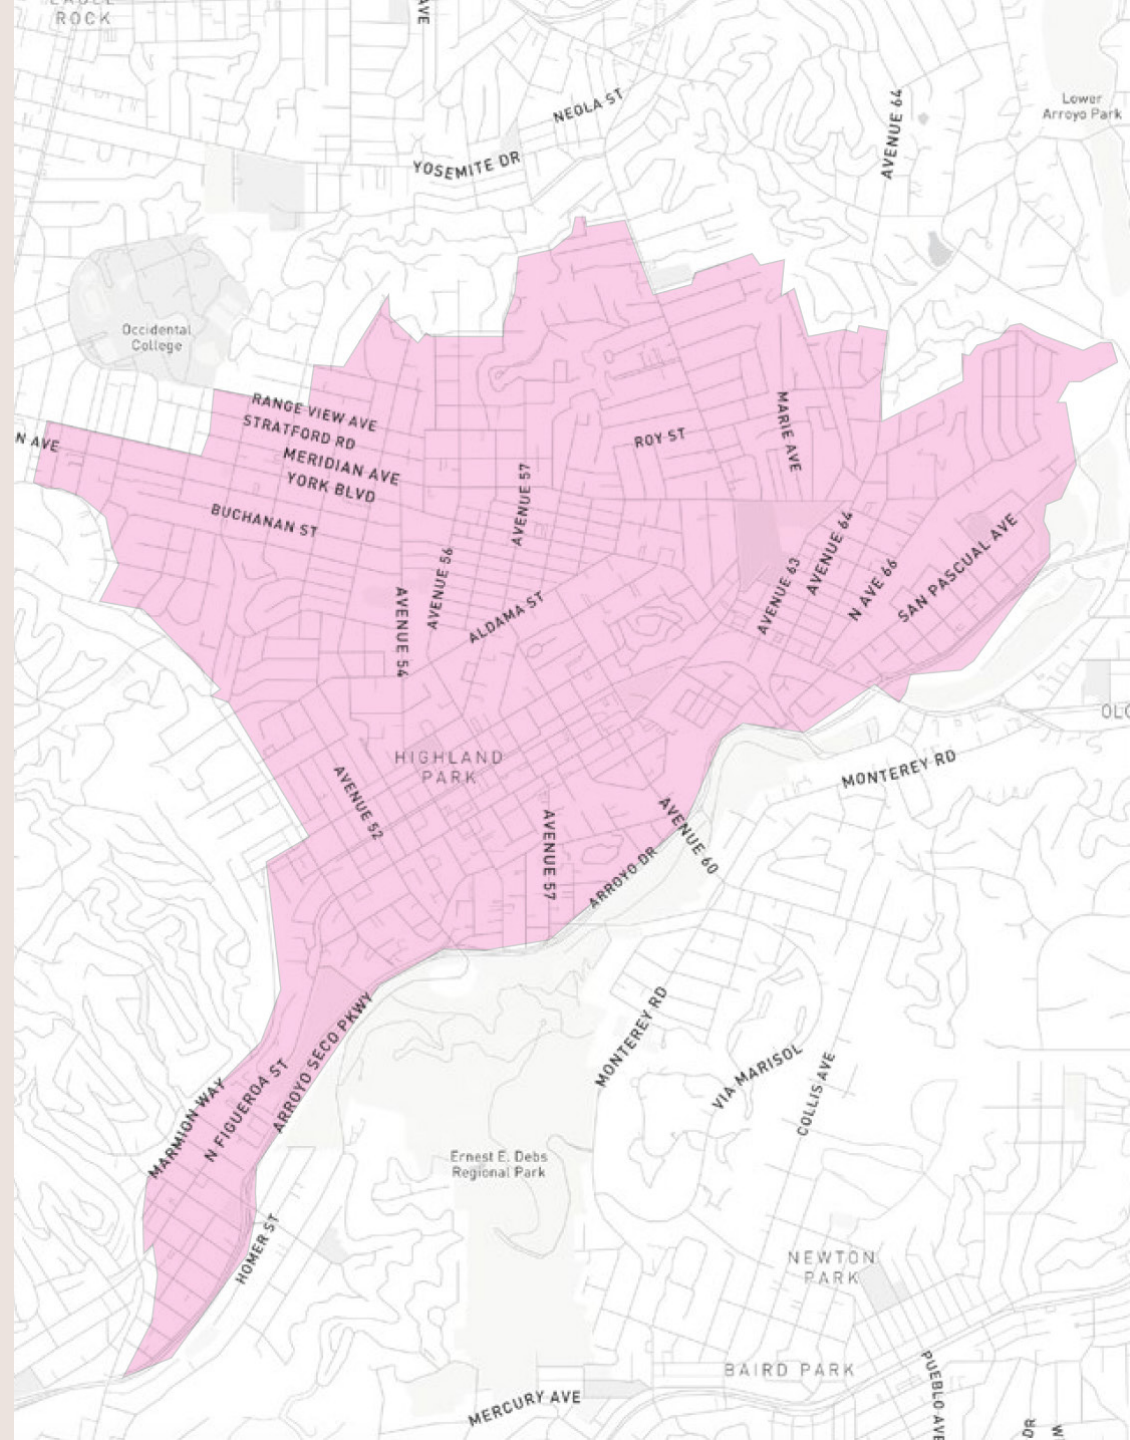 EAGLE
ROCK
AVE
NEOLA ST
YOSEMITE DR
AVENUE 64
Lower
Arroyo Park
Occidental
College
RANGE VIEW AVE
STRATFORD RD
N AVE
MERIDIAN AVE
YORK BLVD
BUCHANAN ST
ROY ST
MARIE AVE
AVENUE 57
AVENUE 56
AVENUE 54
ALDAMA ST
AVENUE 63
AVENUE 64
N AVE 66
SAN PASCUAL AVE
HIGHLAND
PARK
AVENUE 52
AVENUE 57
AVENUE 60
ARROYO DR
MONTEREY RD
MONTEREY RD
VIA MARISOL
COLLIS AVE
ARROYO SECO PKWY
N FIGUEROA ST
MARMION WAY
HOMER ST
Ernest E. Debs
Regional Park
NEWTON
PARK
BAIRD PARK
MERCURY AVE
PUEBLO AVE
DR